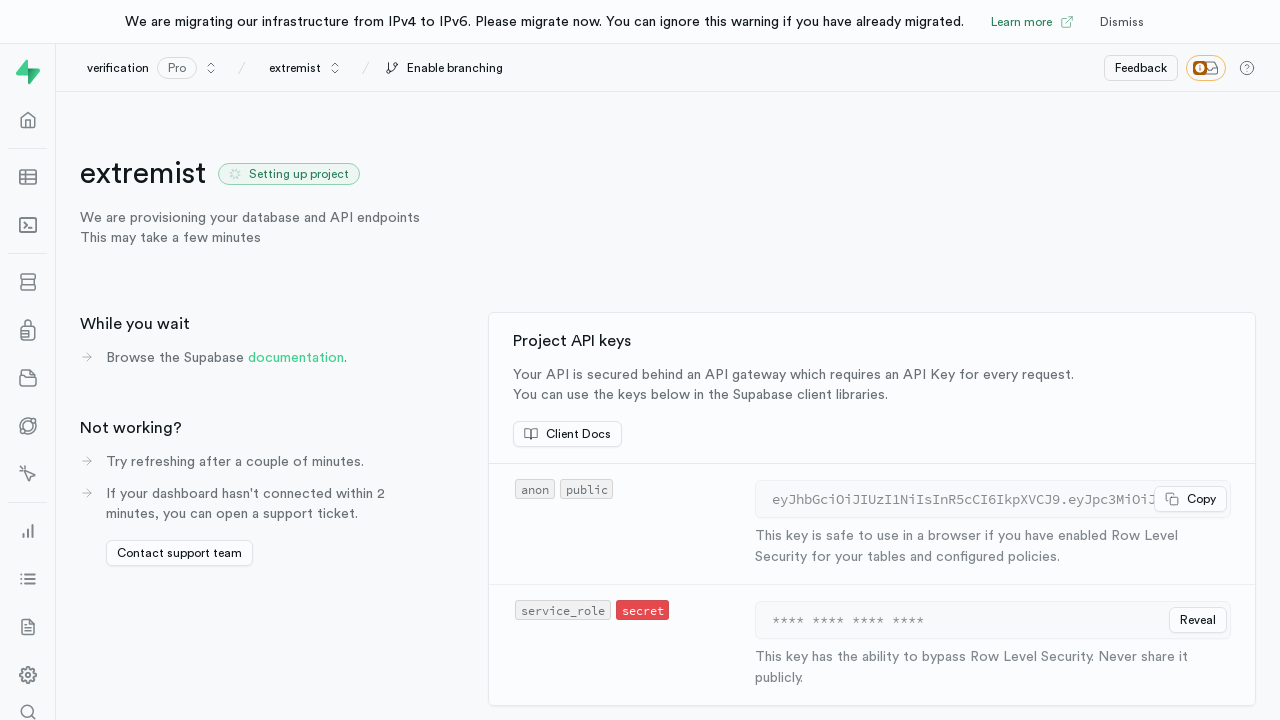 We are migrating our infrastructure from IPv4 to IPv6. Please migrate now. You can ignore this warning if you have already migrated. Learn more Dismiss
verification Pro / extremist / Enable branching Feedback
extremist Setting up project
We are provisioning your database and API endpoints
This may take a few minutes
While you wait
Browse the Supabase documentation.
Not working?
Try refreshing after a couple of minutes.
If your dashboard hasn't connected within 2
minutes, you can open a support ticket.
Contact support team
Project API keys
Your API is secured behind an API gateway which requires an API Key for every request.
You can use the keys below in the Supabase client libraries.
Client Docs
anon public
eyJhbGciOiJIUzI1NiIsInR5cCI6IkpXVCJ9.eyJpc3MiOiJ Copy
This key is safe to use in a browser if you have enabled Row Level
Security for your tables and configured policies.
service_role secret
**** **** **** **** Reveal
This key has the ability to bypass Row Level Security. Never share it
publicly.